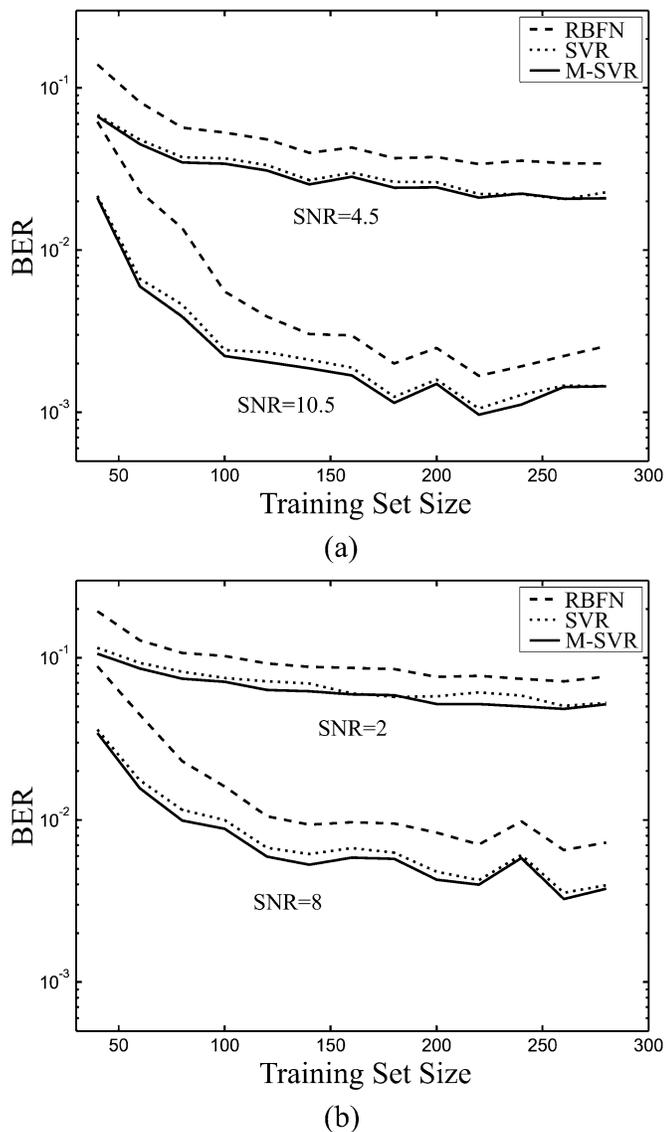 RBFN
SVR
M-SVR
10-1
10-2
10-3
BER
SNR=4.5
SNR=10.5
50 100 150 200 250 300
Training Set Size
(a)
RBFN
SVR
M-SVR
10-1
10-2
10-3
BER
SNR=2
SNR=8
50 100 150 200 250 300
Training Set Size
(b)